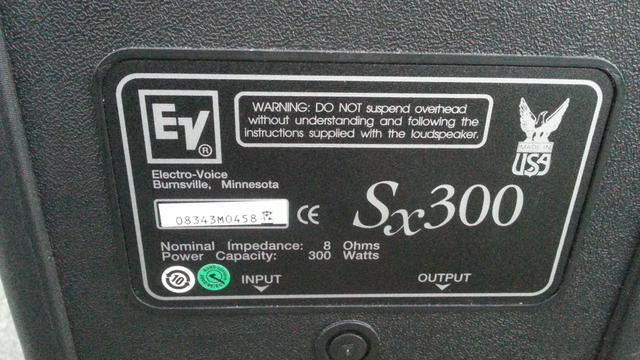 EV®
WARNING: DO NOT suspend overhead
without understanding and following the
instructions supplied with the loudspeaker.
MADE IN
USA
Electro-Voice
Burnsville, Minnesota
08343M0458
CE
Sx300
Nominal Impedance: 8 Ohms
Power Capacity: 300 Watts
10
INPUT
OUTPUT